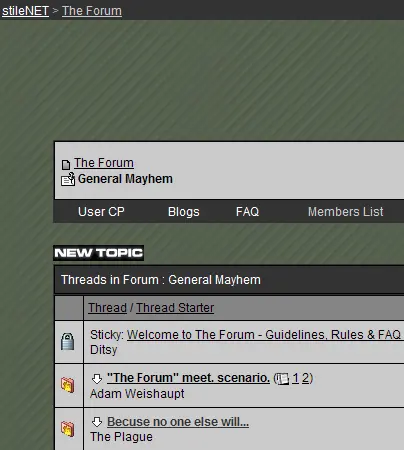 stileNET > The Forum
The Forum
General Mayhem
User CP Blogs FAQ Members List
NEW TOPIC
Threads in Forum : General Mayhem
Thread / Thread Starter
Sticky: Welcome to The Forum - Guidelines, Rules & FAQ
Ditsy
"The Forum" meet. scenario. ( 1 2)
Adam Weishaupt
Becuse no one else will...
The Plague